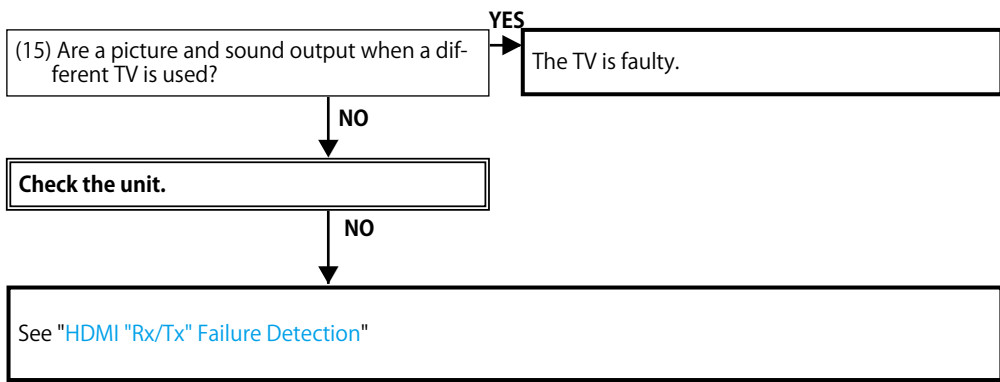 YES
(15) Are a picture and sound output when a dif-
ferent TV is used?
The TV is faulty.
NO
Check the unit.
NO
See "HDMI "Rx/Tx" Failure Detection"